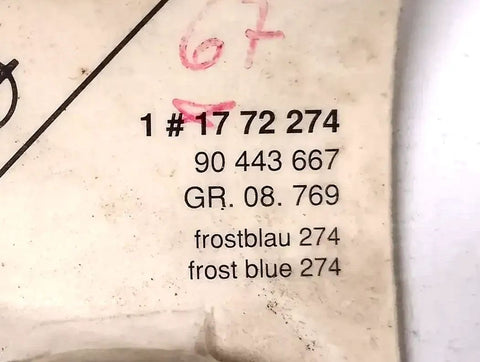 67
1 # 17 72 274
90 443 667
GR. 08. 769
frostblau 274
frost blue 274